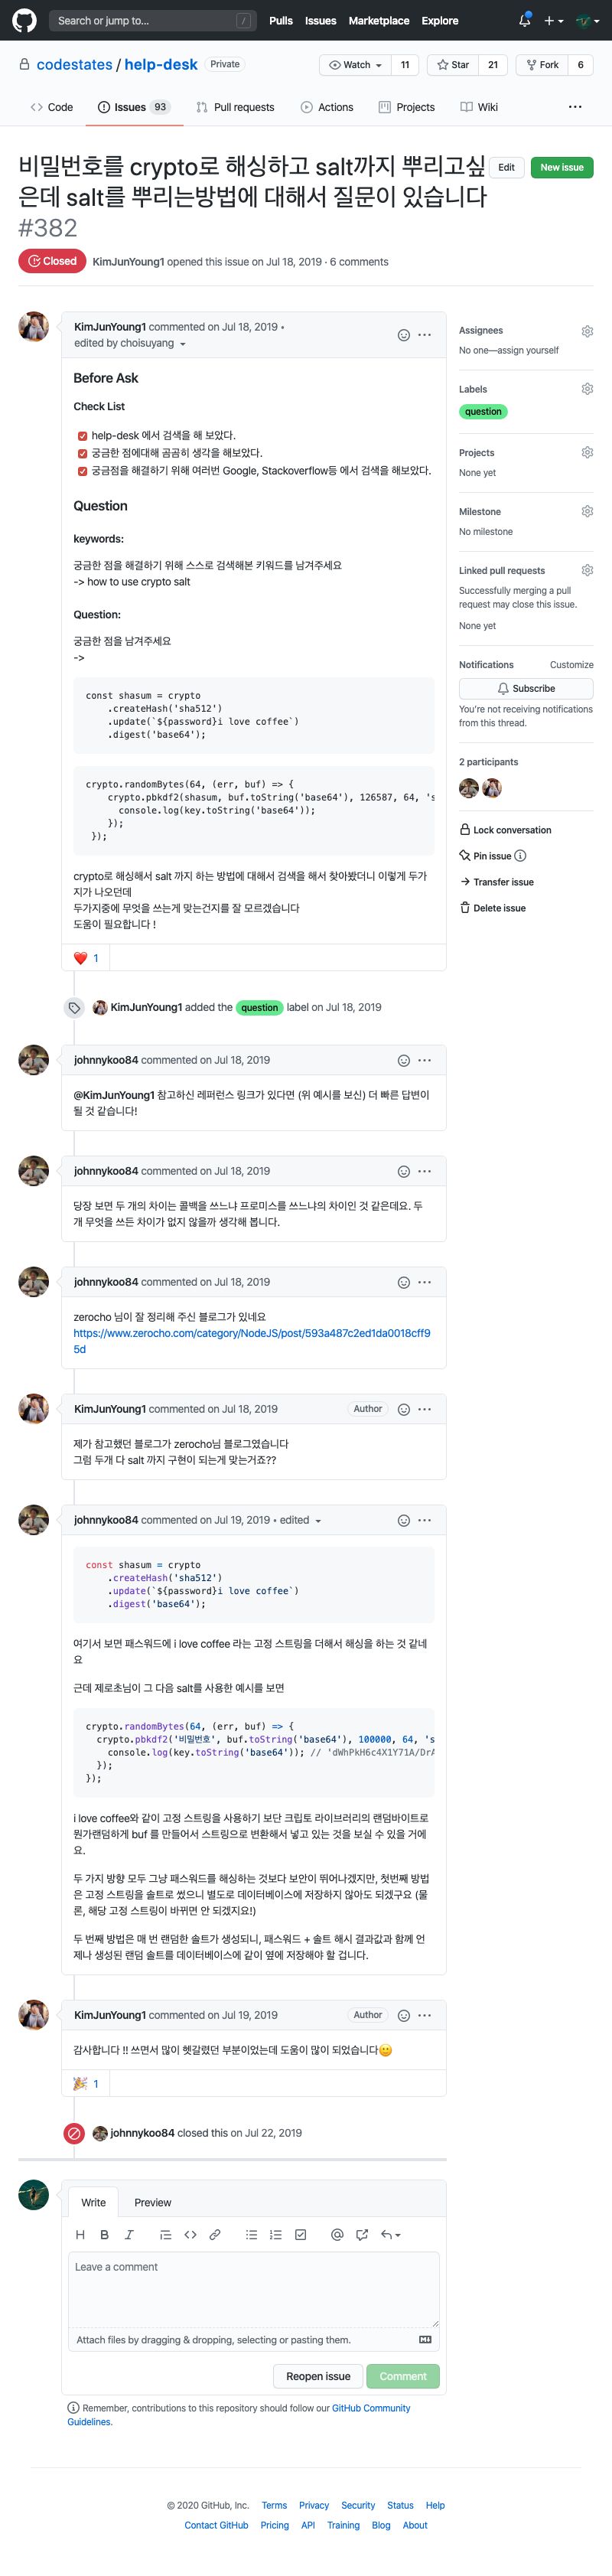 Search or jump to...
/
Pulls
Issues
Marketplace
Explore
codestates / help-desk
Private
Watch
11
Star
21
Fork
6
Code
Issues 93
Pull requests
Actions
Projects
Wiki
비밀번호를 crypto로 해싱하고 salt까지 뿌리고싶
은데 salt를 뿌리는방법에 대해서 질문이 있습니다
#382
Edit
New issue
Closed
KimJunYoung1 opened this issue on Jul 18, 2019 · 6 comments
KimJunYoung1 commented on Jul 18, 2019 •
edited by choisuyang
Before Ask
Check List
help-desk 에서 검색을 해 보았다.
궁금한 점에대해 곰곰히 생각을 해보았다.
궁금점을 해결하기 위해 여러번 Google, Stackoverflow등 에서 검색을 해보았다.
Question
keywords:
궁금한 점을 해결하기 위해 스스로 검색해본 키워드를 남겨주세요
-> how to use crypto salt
Question:
궁금한 점을 남겨주세요
->
const shasum = crypto
.createHash('sha512')
.update(`${password}i love coffee`)
.digest('base64');
crypto.randomBytes(64, (err, buf) => {
crypto.pbkdf2(shasum, buf.toString('base64'), 126587, 64, 's
console.log(key.toString('base64'));
});
});
crypto로 해싱해서 salt 까지 하는 방법에 대해서 검색을 해서 찾아봤더니 이렇게 두가
지가 나오던데
두가지중에 무엇을 쓰는게 맞는건지를 잘 모르겠습니다
도움이 필요합니다 !
1
KimJunYoung1 added the question label on Jul 18, 2019
johnnykoo84 commented on Jul 18, 2019
@KimJunYoung1 참고하신 레퍼런스 링크가 있다면 (위 예시를 보신) 더 빠른 답변이
될 것 같습니다!
johnnykoo84 commented on Jul 18, 2019
당장 보면 두 개의 차이는 콜백을 쓰느냐 프로미스를 쓰느냐의 차이인 것 같은데요. 두
개 무엇을 쓰든 차이가 없지 않을까 생각해 봅니다.
johnnykoo84 commented on Jul 18, 2019
zerocho 님이 잘 정리해 주신 블로그가 있네요
https://www.zerocho.com/category/NodeJS/post/593a487c2ed1da0018cff9
5d
KimJunYoung1 commented on Jul 18, 2019
Author
제가 참고했던 블로그가 zerocho님 블로그였습니다
그럼 두개 다 salt 까지 구현이 되는게 맞는거죠??
johnnykoo84 commented on Jul 19, 2019 • edited
const shasum = crypto
.createHash('sha512')
.update(`${password}i love coffee`)
.digest('base64');
여기서 보면 패스워드에 i love coffee 라는 고정 스트링을 더해서 해싱을 하는 것 같네
요
근데 제로초님이 그 다음 salt를 사용한 예시를 보면
crypto.randomBytes(64, (err, buf) => {
crypto.pbkdf2('비밀번호', buf.toString('base64'), 100000, 64, 's
console.log(key.toString('base64')); // 'dWhPkH6c4X1Y71A/DrA
});
});
i love coffee와 같이 고정 스트링을 사용하기 보단 크립토 라이브러리의 랜덤바이트로
뭔가랜덤하게 buf 를 만들어서 스트링으로 변환해서 넣고 있는 것을 보실 수 있을 거에
요.
두 가지 방향 모두 그냥 패스워드를 해싱하는 것보다 보안이 뛰어나겠지만, 첫번째 방법
은 고정 스트링을 솔트로 썼으니 별도로 데이터베이스에 저장하지 않아도 되겠구요 (물
론, 해당 고정 스트링이 바뀌면 안 되겠지요!)
두 번째 방법은 매 번 랜덤한 솔트가 생성되니, 패스워드 + 솔트 해시 결과값과 함께 언
제나 생성된 랜덤 솔트를 데이터베이스에 같이 옆에 저장해야 할 겁니다.
KimJunYoung1 commented on Jul 19, 2019
Author
감사합니다 !! 쓰면서 많이 헷갈렸던 부분이었는데 도움이 많이 되었습니다🙂
1
johnnykoo84 closed this on Jul 22, 2019
Write
Preview
Leave a comment
Attach files by dragging & dropping, selecting or pasting them.
Reopen issue
Comment
Remember, contributions to this repository should follow our GitHub Community
Guidelines.
Assignees
No one—assign yourself
Labels
question
Projects
None yet
Milestone
No milestone
Linked pull requests
Successfully merging a pull
request may close this issue.
None yet
Notifications
Customize
Subscribe
You're not receiving notifications
from this thread.
2 participants
Lock conversation
Pin issue
Transfer issue
Delete issue
© 2020 GitHub, Inc.
Terms
Privacy
Security
Status
Help
Contact GitHub
Pricing
API
Training
Blog
About